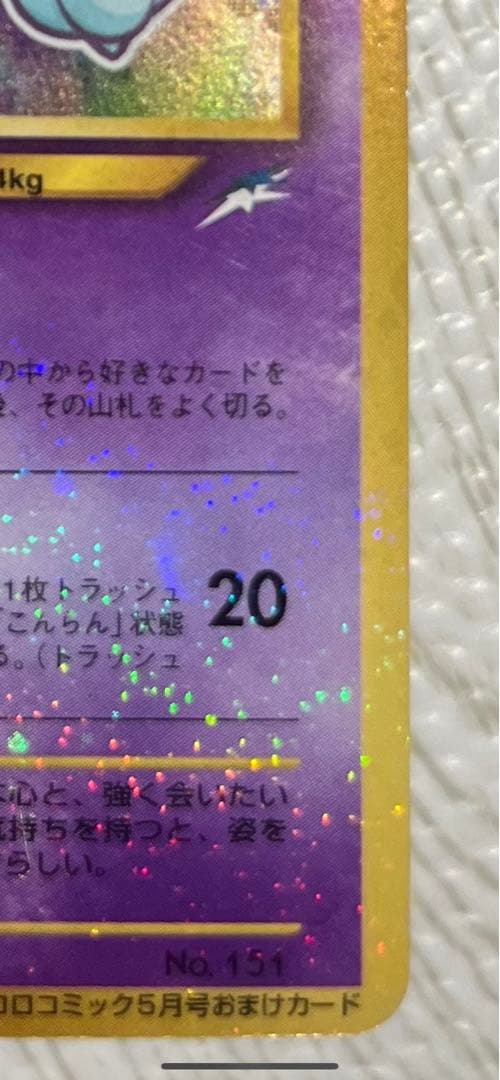 4kg
の中から好きなカードを
、その山札をよく切る。
1枚トラッシュ
「こんらん」状態
る。(トラッシュ
20
心と、強く会いたい
気持ちを持つと、姿を
らしい。
No. 151
コロコミック5月号おまけカード